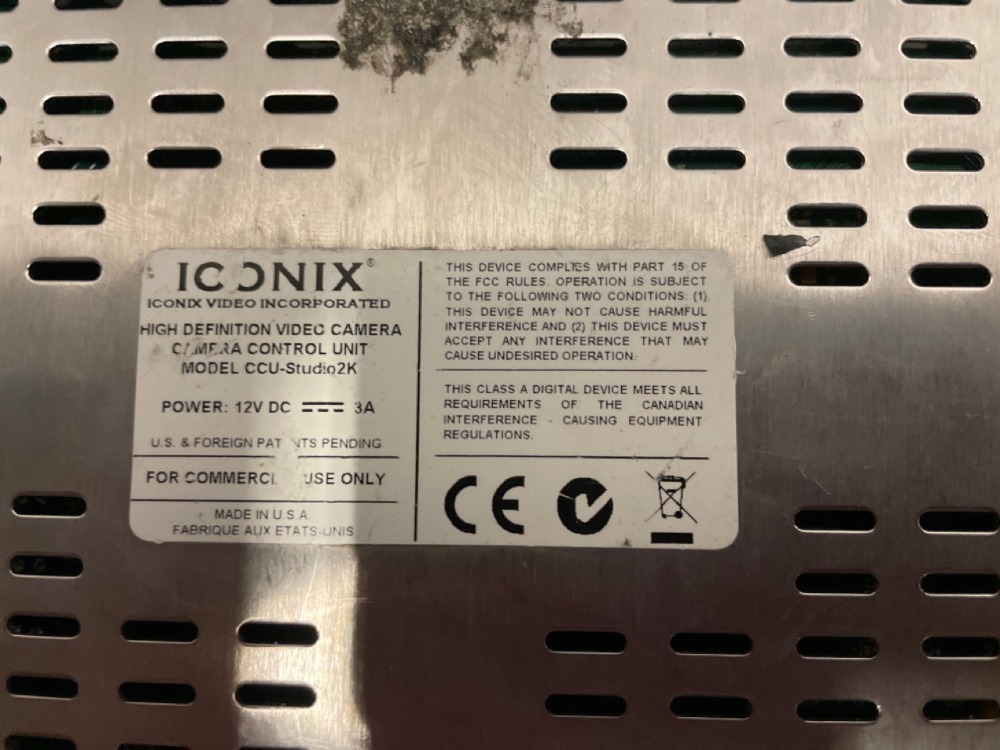 ICONIX®
ICONIX VIDEO INCORPORATED
HIGH DEFINITION VIDEO CAMERA
CAMERA CONTROL UNIT
MODEL CCU-Studio2K
POWER: 12V DC 3A
U.S. & FOREIGN PATENTS PENDING
FOR COMMERCIAL USE ONLY
MADE IN U.S.A.
FABRIQUE AUX ETATS-UNIS
THIS DEVICE COMPLIES WITH PART 15 OF
THE FCC RULES. OPERATION IS SUBJECT
TO THE FOLLOWING TWO CONDITIONS: (1)
THIS DEVICE MAY NOT CAUSE HARMFUL
INTERFERENCE AND (2) THIS DEVICE MUST
ACCEPT ANY INTERFERENCE THAT MAY
CAUSE UNDESIRED OPERATION.
THIS CLASS A DIGITAL DEVICE MEETS ALL
REQUIREMENTS OF THE CANADIAN
INTERFERENCE - CAUSING EQUIPMENT
REGULATIONS.
CE